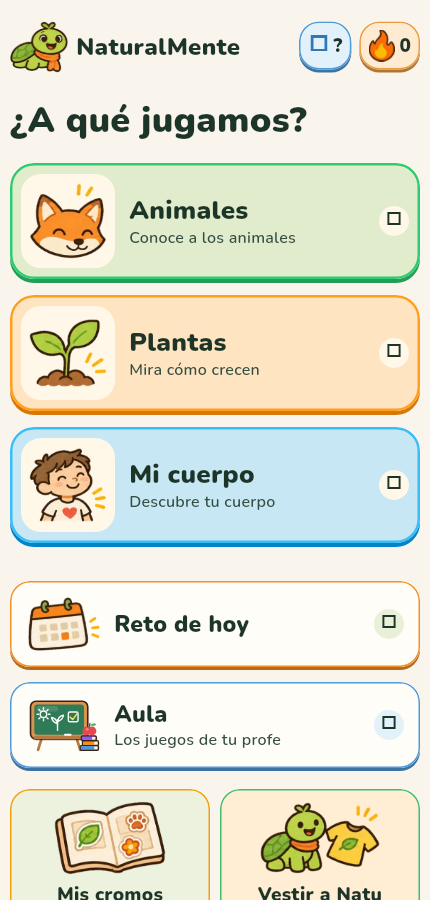 NaturalMente
?
0
¿A qué jugamos?
Animales
Conoce a los animales
Plantas
Mira cómo crecen
Mi cuerpo
Descubre tu cuerpo
Reto de hoy
Aula
Los juegos de tu profe
Mis cromos
Vestir a Natu